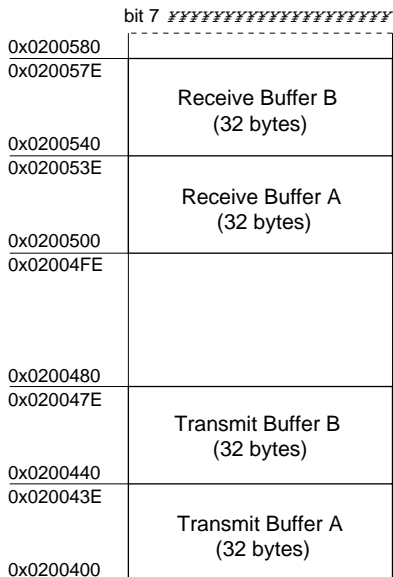 bit 7
0x0200580
0x020057E
Receive Buffer B
(32 bytes)
0x0200540
0x020053E
Receive Buffer A
(32 bytes)
0x0200500
0x02004FE
0x0200480
0x020047E
Transmit Buffer B
(32 bytes)
0x0200440
0x020043E
Transmit Buffer A
(32 bytes)
0x0200400